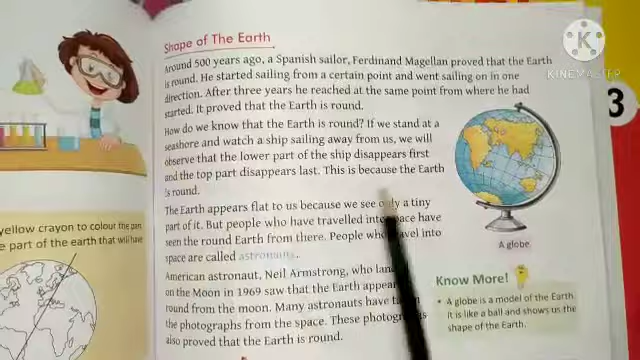 Shape of The Earth
Around 500 years ago, a Spanish sailor, Ferdinand Magellan proved that the Earth
is round. He started sailing from a certain point and went sailing on in one
direction. After three years he reached at the same point from where he had
started. It proved that the Earth is round.
How do we know that the Earth is round? If we stand at a
seashore and watch a ship sailing away from us, we will
observe that the lower part of the ship disappears first
and the top part disappears last. This is because the Earth
is round.
The Earth appears flat to us because we see only a tiny
part of it. But people who have travelled into space have
seen the round Earth from there. People who travel into
space are called astronauts.
American astronaut, Neil Armstrong, who
on the Moon in 1969 saw that the Earth
round from the moon. Many astronauts have
the photographs from the space. These
also proved that the Earth is round.
yellow crayon to colour the
part of the earth that will have
A globe.
Know More!
• A globe is a model of the Earth.
it is like a ball and shows us the
shape of the Earth.
3
K
KINEMASTER